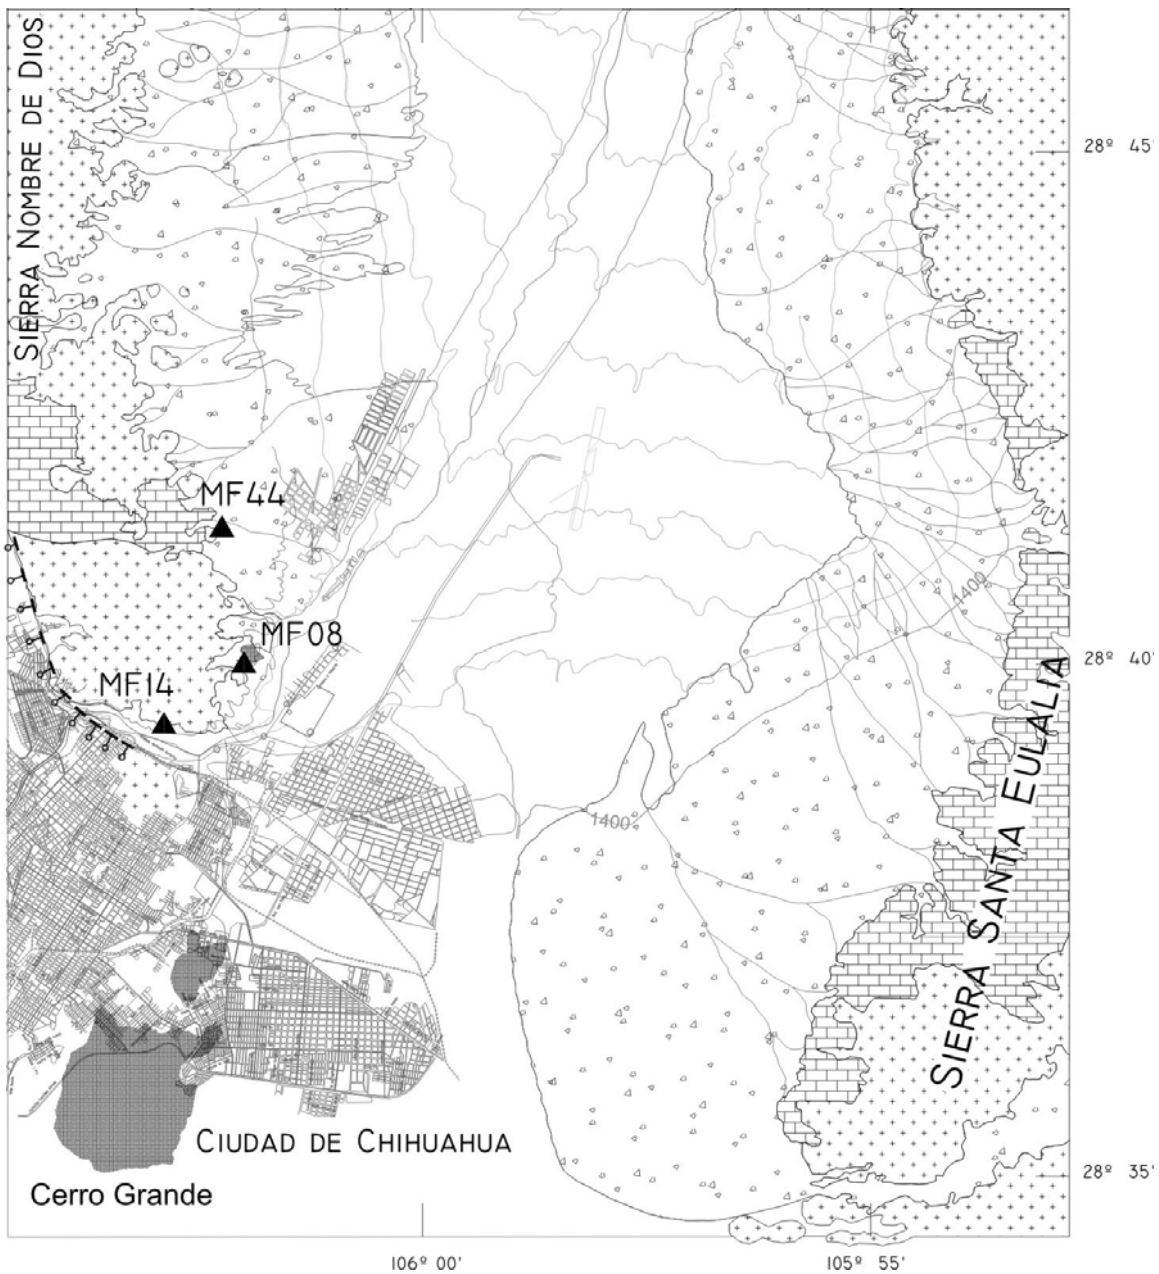 SIERRA NOMBRE DE DIOS
28º 45'
MF44
1400
MF08
28º 40'
MF14
1400
SIERRA SANTA EULALIA
CIUDAD DE CHIHUAHUA
28º 35'
Cerro Grande
106º 00'
105º 55'